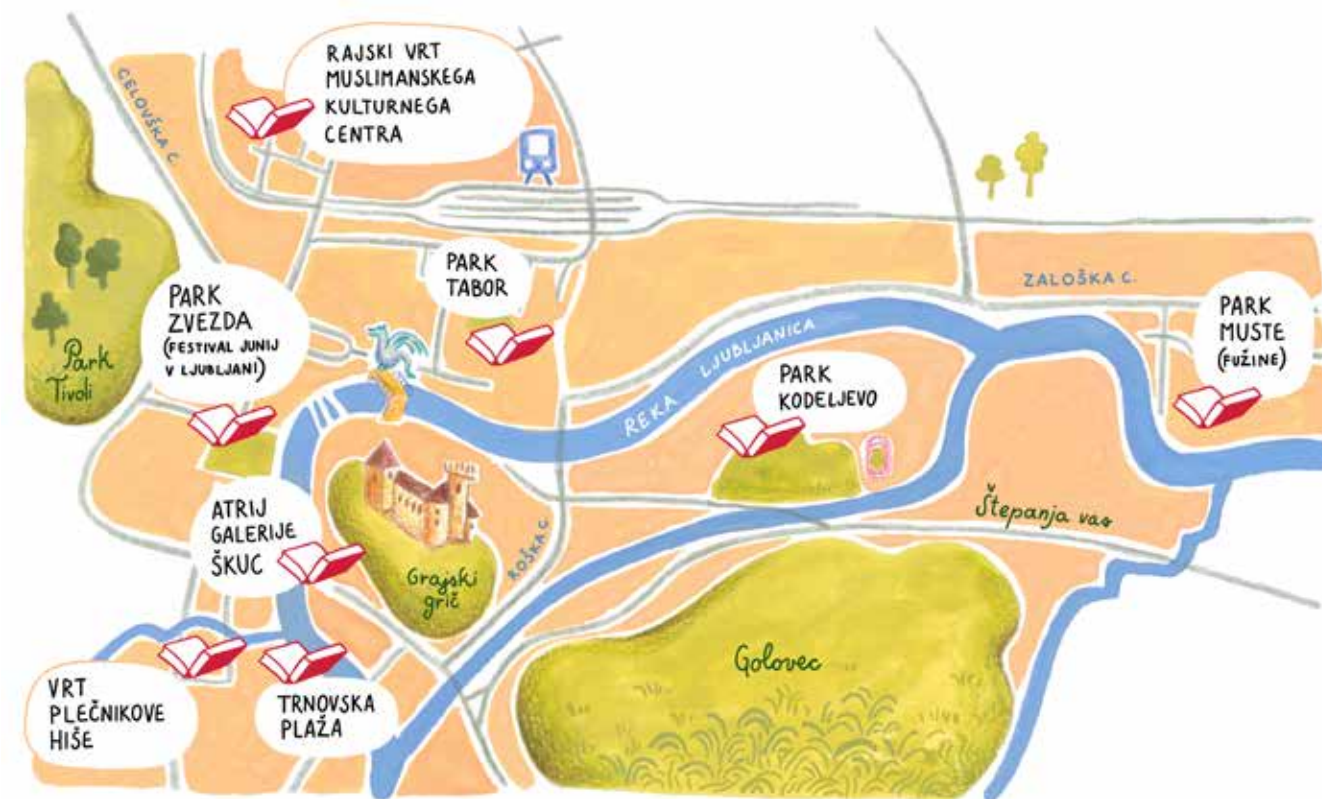 RAJSKI VRT
MUSLIMANSKEGA
KULTURNEGA
CENTRA
CELOVŠKA C.
PARK
TABOR
ZALOŠKA C.
PARK
ZVEZDA
(FESTIVAL JUNIJ
V LJUBLJANI)
Park
Tivoli
REKA LJUBLJANICA
PARK
KODELJEVO
PARK
MUSTE
(FUŽINE)
ATRIJ
GALERIJE
ŠKUC
Grajski
grič
ROŠKA C.
Štepanja vas
Golovec
VRT
PLEČNIKOVE
HIŠE
TRNOVSKA
PLAŽA